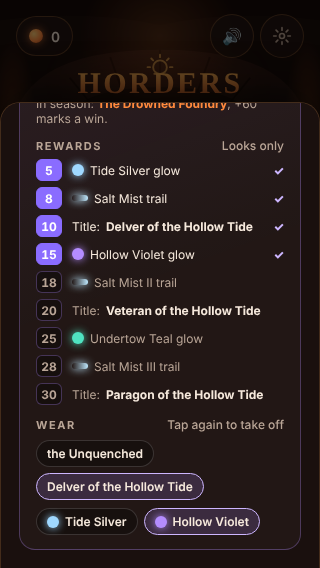 0
HORDERS
in season: The Drowned Foundry, +60
marks a win.
REWARDS Looks only
5 Tide Silver glow ✓
8 Salt Mist trail ✓
10 Title: Delver of the Hollow Tide ✓
15 Hollow Violet glow ✓
18 Salt Mist II trail
20 Title: Veteran of the Hollow Tide
25 Undertow Teal glow
28 Salt Mist III trail
30 Title: Paragon of the Hollow Tide
WEAR Tap again to take off
the Unquenched
Delver of the Hollow Tide
Tide Silver Hollow Violet